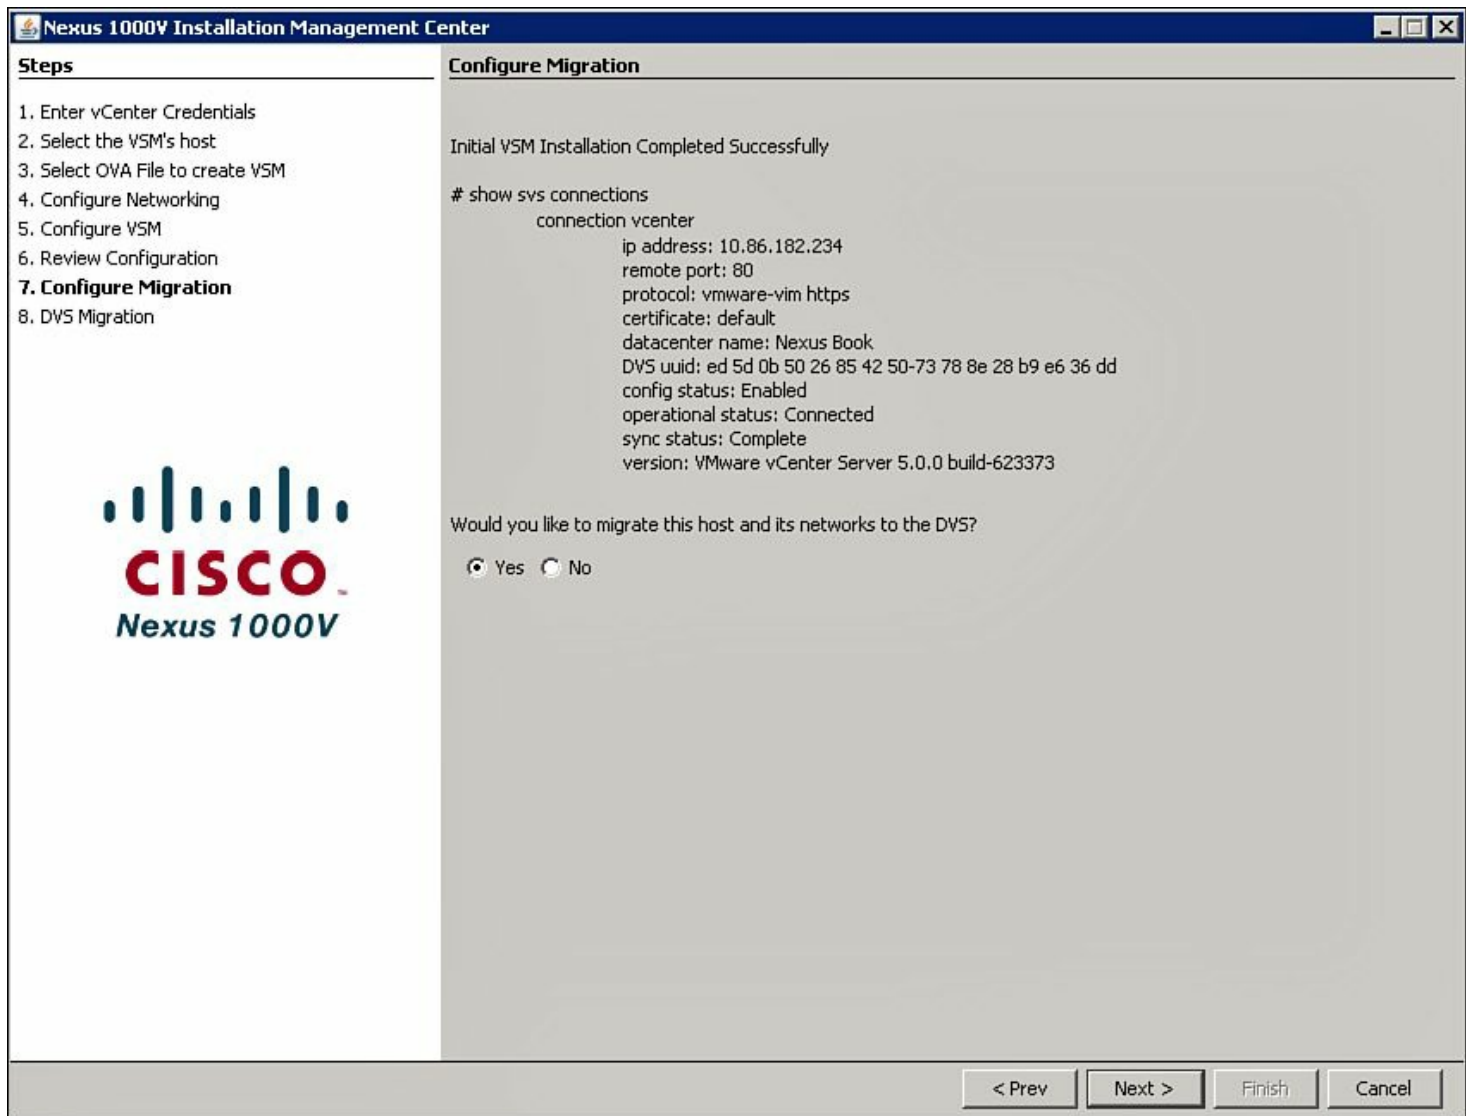 Nexus 1000V Installation Management Center
Steps
1. Enter vCenter Credentials
2. Select the VSM's host
3. Select OVA File to create VSM
4. Configure Networking
5. Configure VSM
6. Review Configuration
7. Configure Migration
8. DVS Migration
CISCO™
Nexus 1000V
Configure Migration
Initial VSM Installation Completed Successfully
# show svs connections
connection vcenter
ip address: 10.86.182.234
remote port: 80
protocol: vmware-vim https
certificate: default
datacenter name: Nexus Book
DVS uuid: ed 5d 0b 50 26 85 42 50-73 78 8e 28 b9 e6 36 dd
config status: Enabled
operational status: Connected
sync status: Complete
version: VMware vCenter Server 5.0.0 build-623373
Would you like to migrate this host and its networks to the DVS?
Yes No
< Prev Next > Finish Cancel